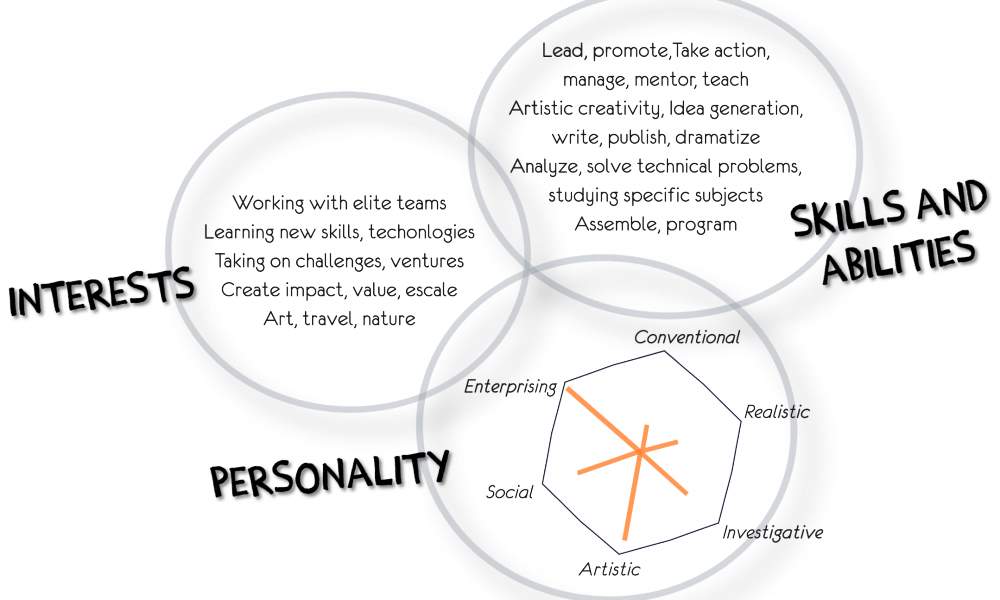 Lead, promote,Take action,
manage, mentor, teach
Artistic creativity, Idea generation,
write, publish, dramatize
Analyze, solve technical problems,
studying specific subjects
Assemble, program
SKILLS AND
ABILITIES
Working with elite teams
Learning new skills, techonlogies
Taking on challenges, ventures
Create impact, value, escale
Art, travel, nature
INTERESTS
Conventional
Enterprising
Realistic
Social
Investigative
Artistic
PERSONALITY